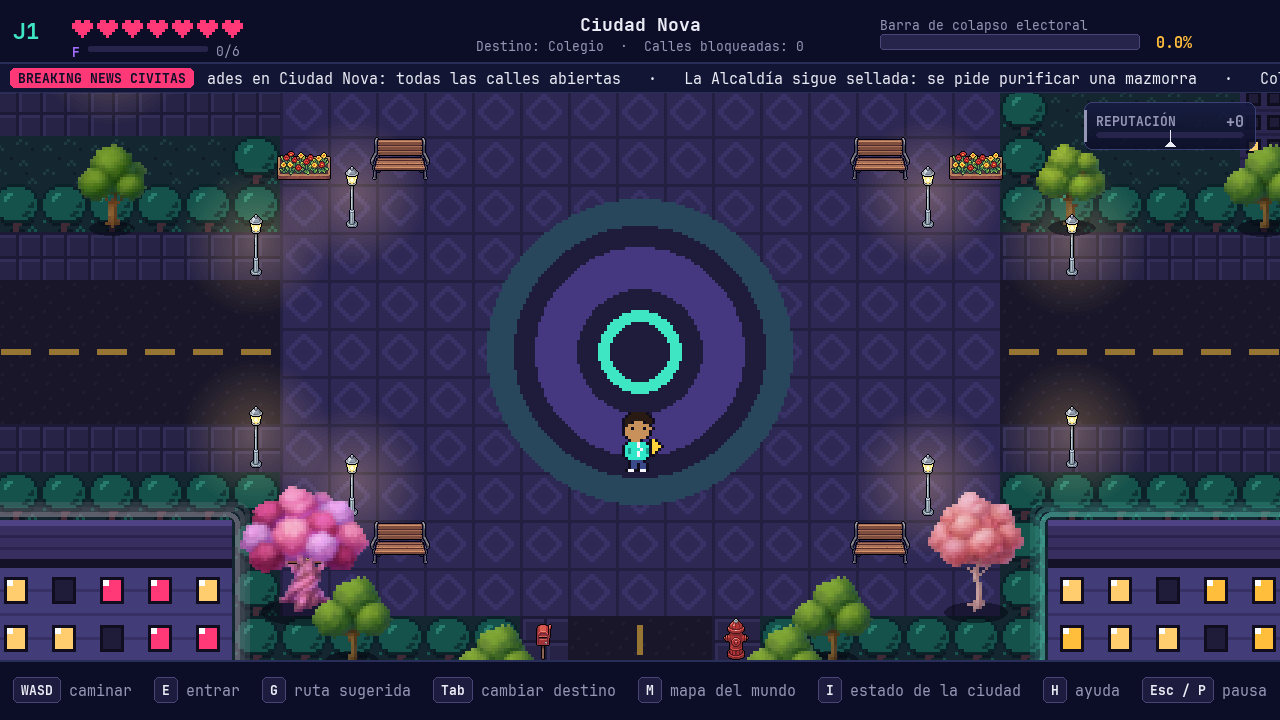 J1
F 0/6
Ciudad Nova
Destino: Colegio · Calles bloqueadas: 0
Barra de colapso electoral
0.0%
BREAKING NEWS CIVITAS ades en Ciudad Nova: todas las calles abiertas · La Alcaldía sigue sellada: se pide purificar una mazmorra · Co
REPUTACIÓN +0
WASD caminar E entrar G ruta sugerida Tab cambiar destino M mapa del mundo I estado de la ciudad H ayuda Esc / P pausa